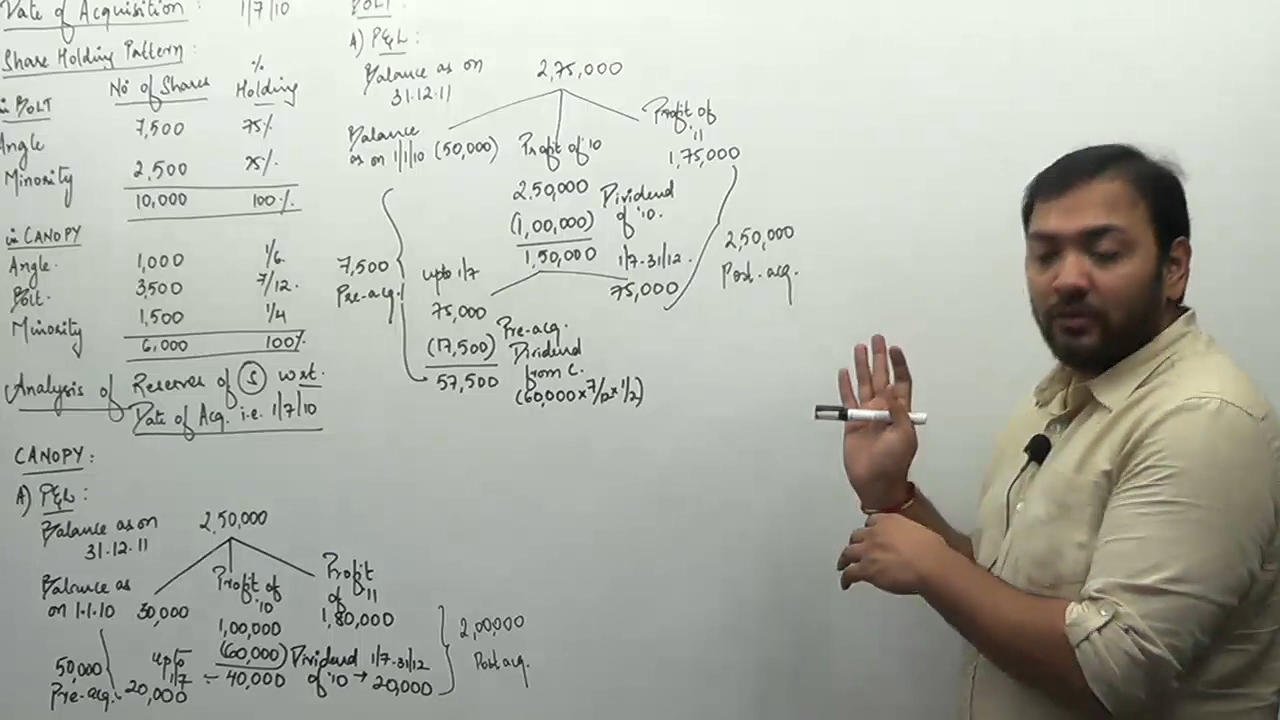 Date of Acquisition : 1/7/10
Share Holding Pattern :
No of Shares % Holding
in BOLT
Angle 7,500 75%
Minority 2,500 25%
10,000 100%
in CANOPY
Angle. 1,000 1/6
Bolt. 3,500 7/12
Minority 1,500 1/4
6,000 100%
Analysis of Reserves of (S) w.r.t.
Date of Acq. i.e. 1/7/10
CANOPY :
A) P&L :
Balance as on 31.12.11 2,50,000
Balance as on 1.1.10 30,000
Profit of '10
1,00,000
(60,000) Dividend of '10
40,000
Profit of '11
1,80,000
upto 1/7
20,000
1/7-31/12
→ 20,000
50,000
Pre-acq.
2,00,000
Post acq.
BOLT :
A) P&L :
Balance as on 31.12.11 2,75,000
Balance as on 1/1/10 (50,000)
Profit of '10
2,50,000
(1,00,000) Dividend of '10.
1,50,000
Profit of '11
1,75,000
upto 1/7
75,000
(17,500) Pre-acq. Dividend from C.
57,500 (60,000 x 7/12 x 1/2)
1/7-31/12.
75,000
7,500
Pre-acq.
2,50,000
Post-acq.